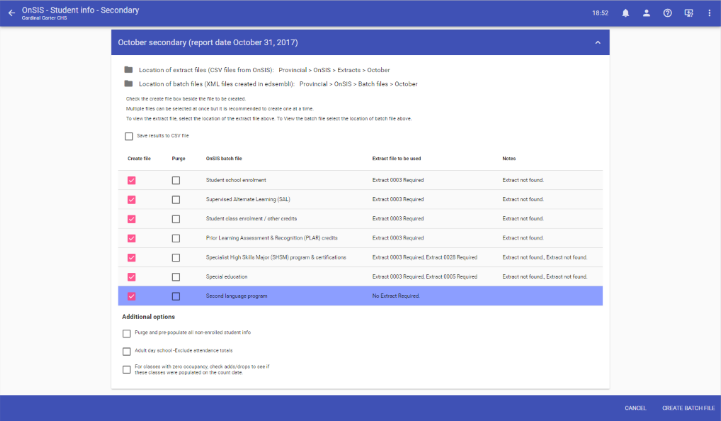 OnSIS - Student info - Secondary
Cardinal Carter CHS
18:52
October secondary (report date October 31, 2017)
Location of extract files (CSV files from OnSIS): Provincial > OnSIS > Extracts > October
Location of batch files (XML files created in edsembli): Provincial > OnSIS > Batch files > October
Check the create file box beside the file to be created.
Multiple files can be selected at once but it is recommended to create one at a time.
To view the extract file, select the location of the extract file above. To View the batch file select the location of batch file above.
Save results to CSV file
Create file Purge OnSIS batch file Extract file to be used Notes
Student school enrolment Extract 0003 Required Extract not found.
Supervised Alternate Learning (SAL) Extract 0003 Required Extract not found.
Student class enrolment / other credits Extract 0003 Required Extract not found.
Prior Learning Assessment & Recognition (PLAR) credits Extract 0003 Required Extract not found.
Specialist High Skills Major (SHSM) program & certifications Extract 0003 Required, Extract 0028 Required Extract not found., Extract not found.
Special education Extract 0003 Required, Extract 0005 Required Extract not found., Extract not found.
Second language program No Extract Required
Additional options
Purge and pre-populate all non-enrolled student info
Adult day school -Exclude attendance totals
For classes with zero occupancy, check adds/drops to see if
these classes were populated on the count date
CANCEL CREATE BATCH FILE